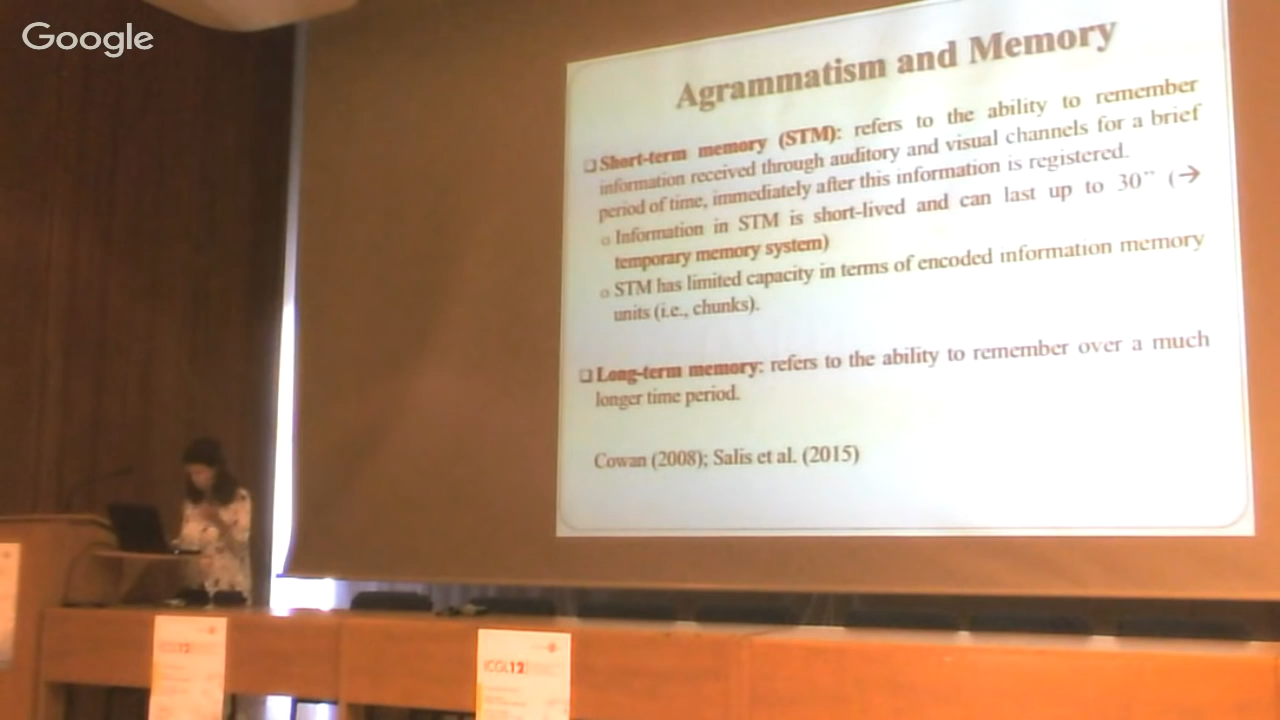 Google
Agrammatism and Memory
❑ Short-term memory (STM): refers to the ability to remember
information received through auditory and visual channels for a brief
period of time, immediately after this information is registered.
o Information in STM is short-lived and can last up to 30'' (→
temporary memory system)
o STM has limited capacity in terms of encoded information memory
units (i.e., chunks).
❑ Long-term memory: refers to the ability to remember over a much
longer time period.
Cowan (2008); Salis et al. (2015)
ICGL12
ICGL12